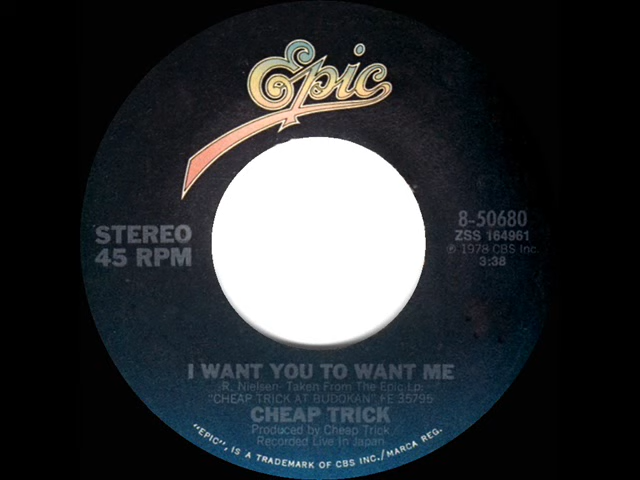 Epic
STEREO
45 RPM
8-50680
ZSS 164961
℗ 1978 CBS Inc.
3:38
I WANT YOU TO WANT ME
R. Nielsen- Taken From The Epic Lp.
"CHEAP TRICK AT BUDOKAN" FE 35795
CHEAP TRICK
Produced by Cheap Trick
Recorded Live In Japan
"EPIC", IS A TRADEMARK OF CBS INC./MARCA REG.